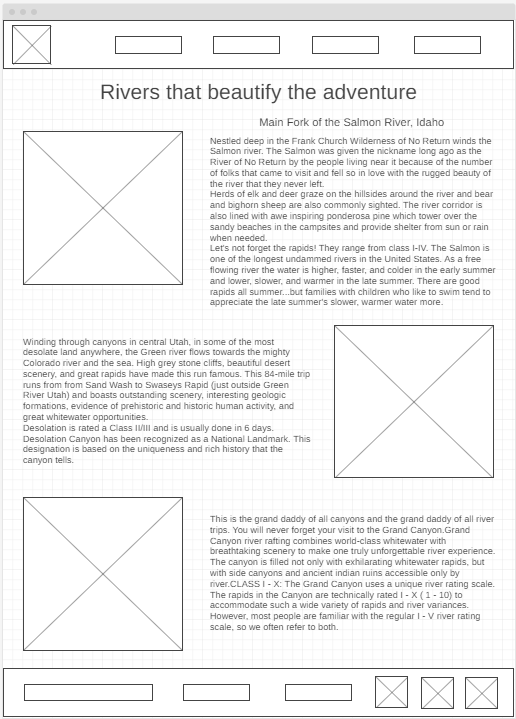 Rivers that beautify the adventure
Main Fork of the Salmon River, Idaho
Nestled deep in the Frank Church Wilderness of No Return winds the
Salmon river. The Salmon was given the nickname long ago as the
River of No Return by the people living near it because of the number
of folks that came to visit and fell so in love with the rugged beauty of
the river that they never left.
Herds of elk and deer graze on the hillsides around the river and bear
and bighorn sheep are also commonly sighted. The river corridor is
also lined with awe inspiring ponderosa pine which tower over the
sandy beaches in the campsites and provide shelter from sun or rain
when needed.
Let's not forget the rapids! They range from class I-IV. The Salmon is
one of the longest undammed rivers in the United States. As a free
flowing river the water is higher, faster, and colder in the early summer
and lower, slower, and warmer in the late summer. There are good
rapids all summer...but families with children who like to swim tend to
appreciate the late summer's slower, warmer water more.
Winding through canyons in central Utah, in some of the most
desolate land anywhere, the Green river flows towards the mighty
Colorado river and the sea. High grey stone cliffs, beautiful desert
scenery, and great rapids have made this run famous. This 84-mile trip
runs from from Sand Wash to Swaseys Rapid (just outside Green
River Utah) and boasts outstanding scenery, interesting geologic
formations, evidence of prehistoric and historic human activity, and
great whitewater opportunities.
Desolation is rated a Class II/III and is usually done in 6 days.
Desolation Canyon has been recognized as a National Landmark. This
designation is based on the uniqueness and rich history that the
canyon tells.
This is the grand daddy of all canyons and the grand daddy of all river
trips. You will never forget your visit to the Grand Canyon.Grand
Canyon river rafting combines world-class whitewater with
breathtaking scenery to make one truly unforgettable river experience.
The canyon is filled not only with exhilarating whitewater rapids, but
with side canyons and ancient indian ruins accessible only by
river.CLASS I - X: The Grand Canyon uses a unique river rating scale.
The rapids in the Canyon are technically rated I - X ( 1 - 10) to
accommodate such a wide variety of rapids and river variances.
However, most people are familiar with the regular I - V river rating
scale, so we often refer to both.